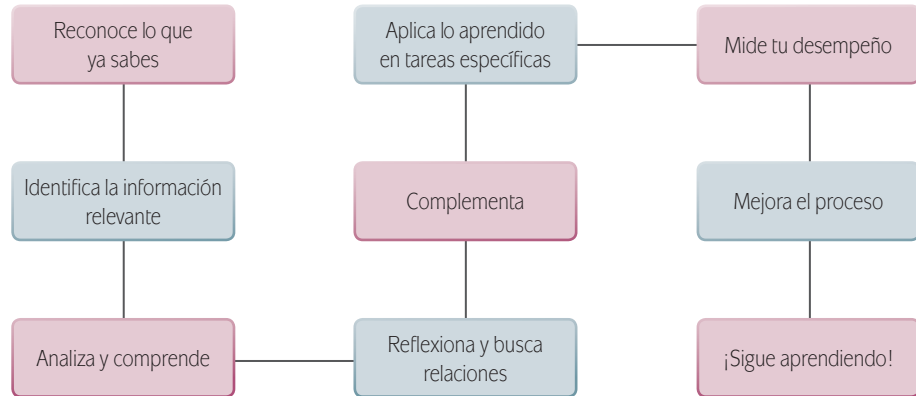 Reconoce lo que
ya sabes
Identifica la información
relevante
Analiza y comprende
Reflexiona y busca
relaciones
Complementa
Aplica lo aprendido
en tareas específicas
Mide tu desempeño
Mejora el proceso
¡Sigue aprendiendo!